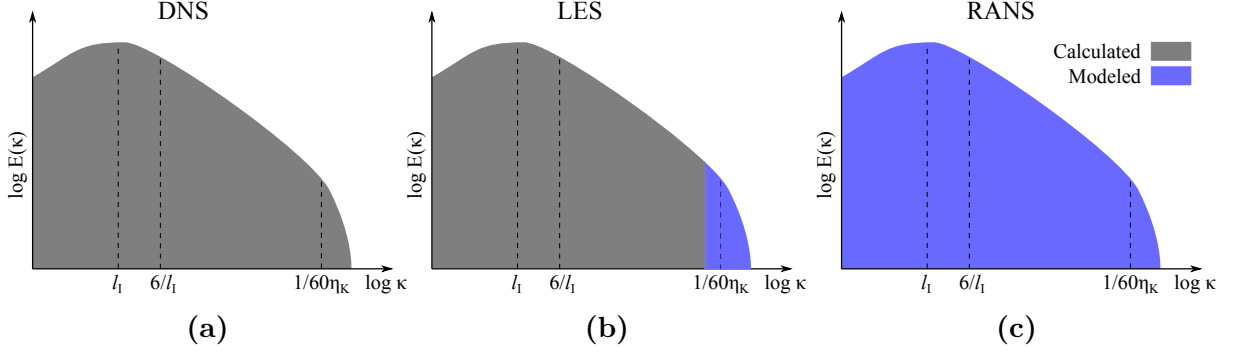 DNS
log E(κ)
l_I
6/l_I
1/60η_K
log κ
(a)
LES
log E(κ)
l_I
6/l_I
1/60η_K
log κ
(b)
RANS
Calculated
Modeled
log E(κ)
l_I
6/l_I
1/60η_K
log κ
(c)